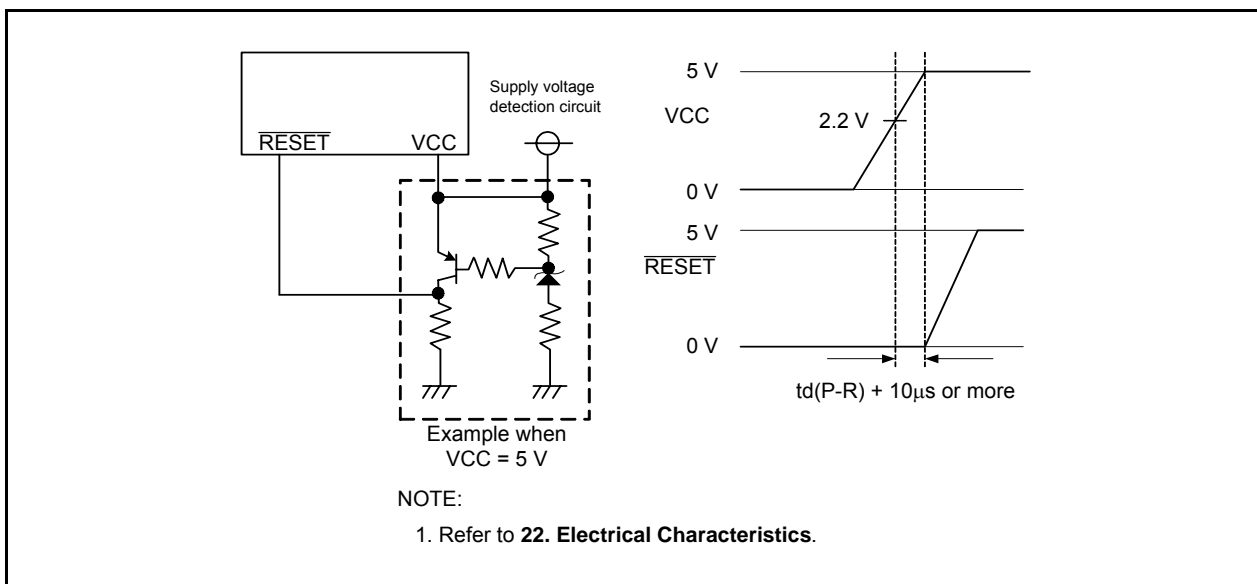 RESET VCC
Supply voltage
detection circuit
Example when
VCC = 5 V
5 V
VCC
2.2 V
0 V
5 V
RESET
0 V
td(P-R) + 10μs or more
NOTE:
1. Refer to 22. Electrical Characteristics.